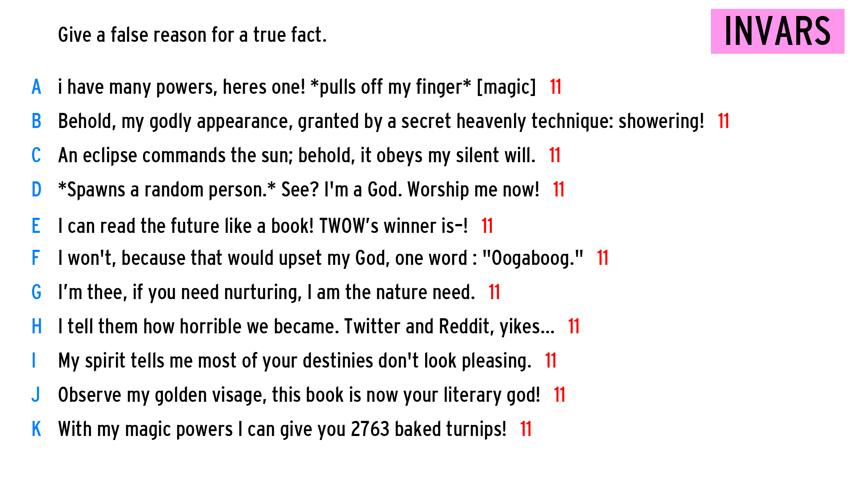 Give a false reason for a true fact.
INVARS
A i have many powers, heres one! *pulls off my finger* [magic] 11
B Behold, my godly appearance, granted by a secret heavenly technique: showering! 11
C An eclipse commands the sun; behold, it obeys my silent will. 11
D *Spawns a random person.* See? I'm a God. Worship me now! 11
E I can read the future like a book! TWOW’s winner is–! 11
F I won't, because that would upset my God, one word : "Oogaboog." 11
G I’m thee, if you need nurturing, I am the nature need. 11
H I tell them how horrible we became. Twitter and Reddit, yikes... 11
I My spirit tells me most of your destinies don't look pleasing. 11
J Observe my golden visage, this book is now your literary god! 11
K With my magic powers I can give you 2763 baked turnips! 11